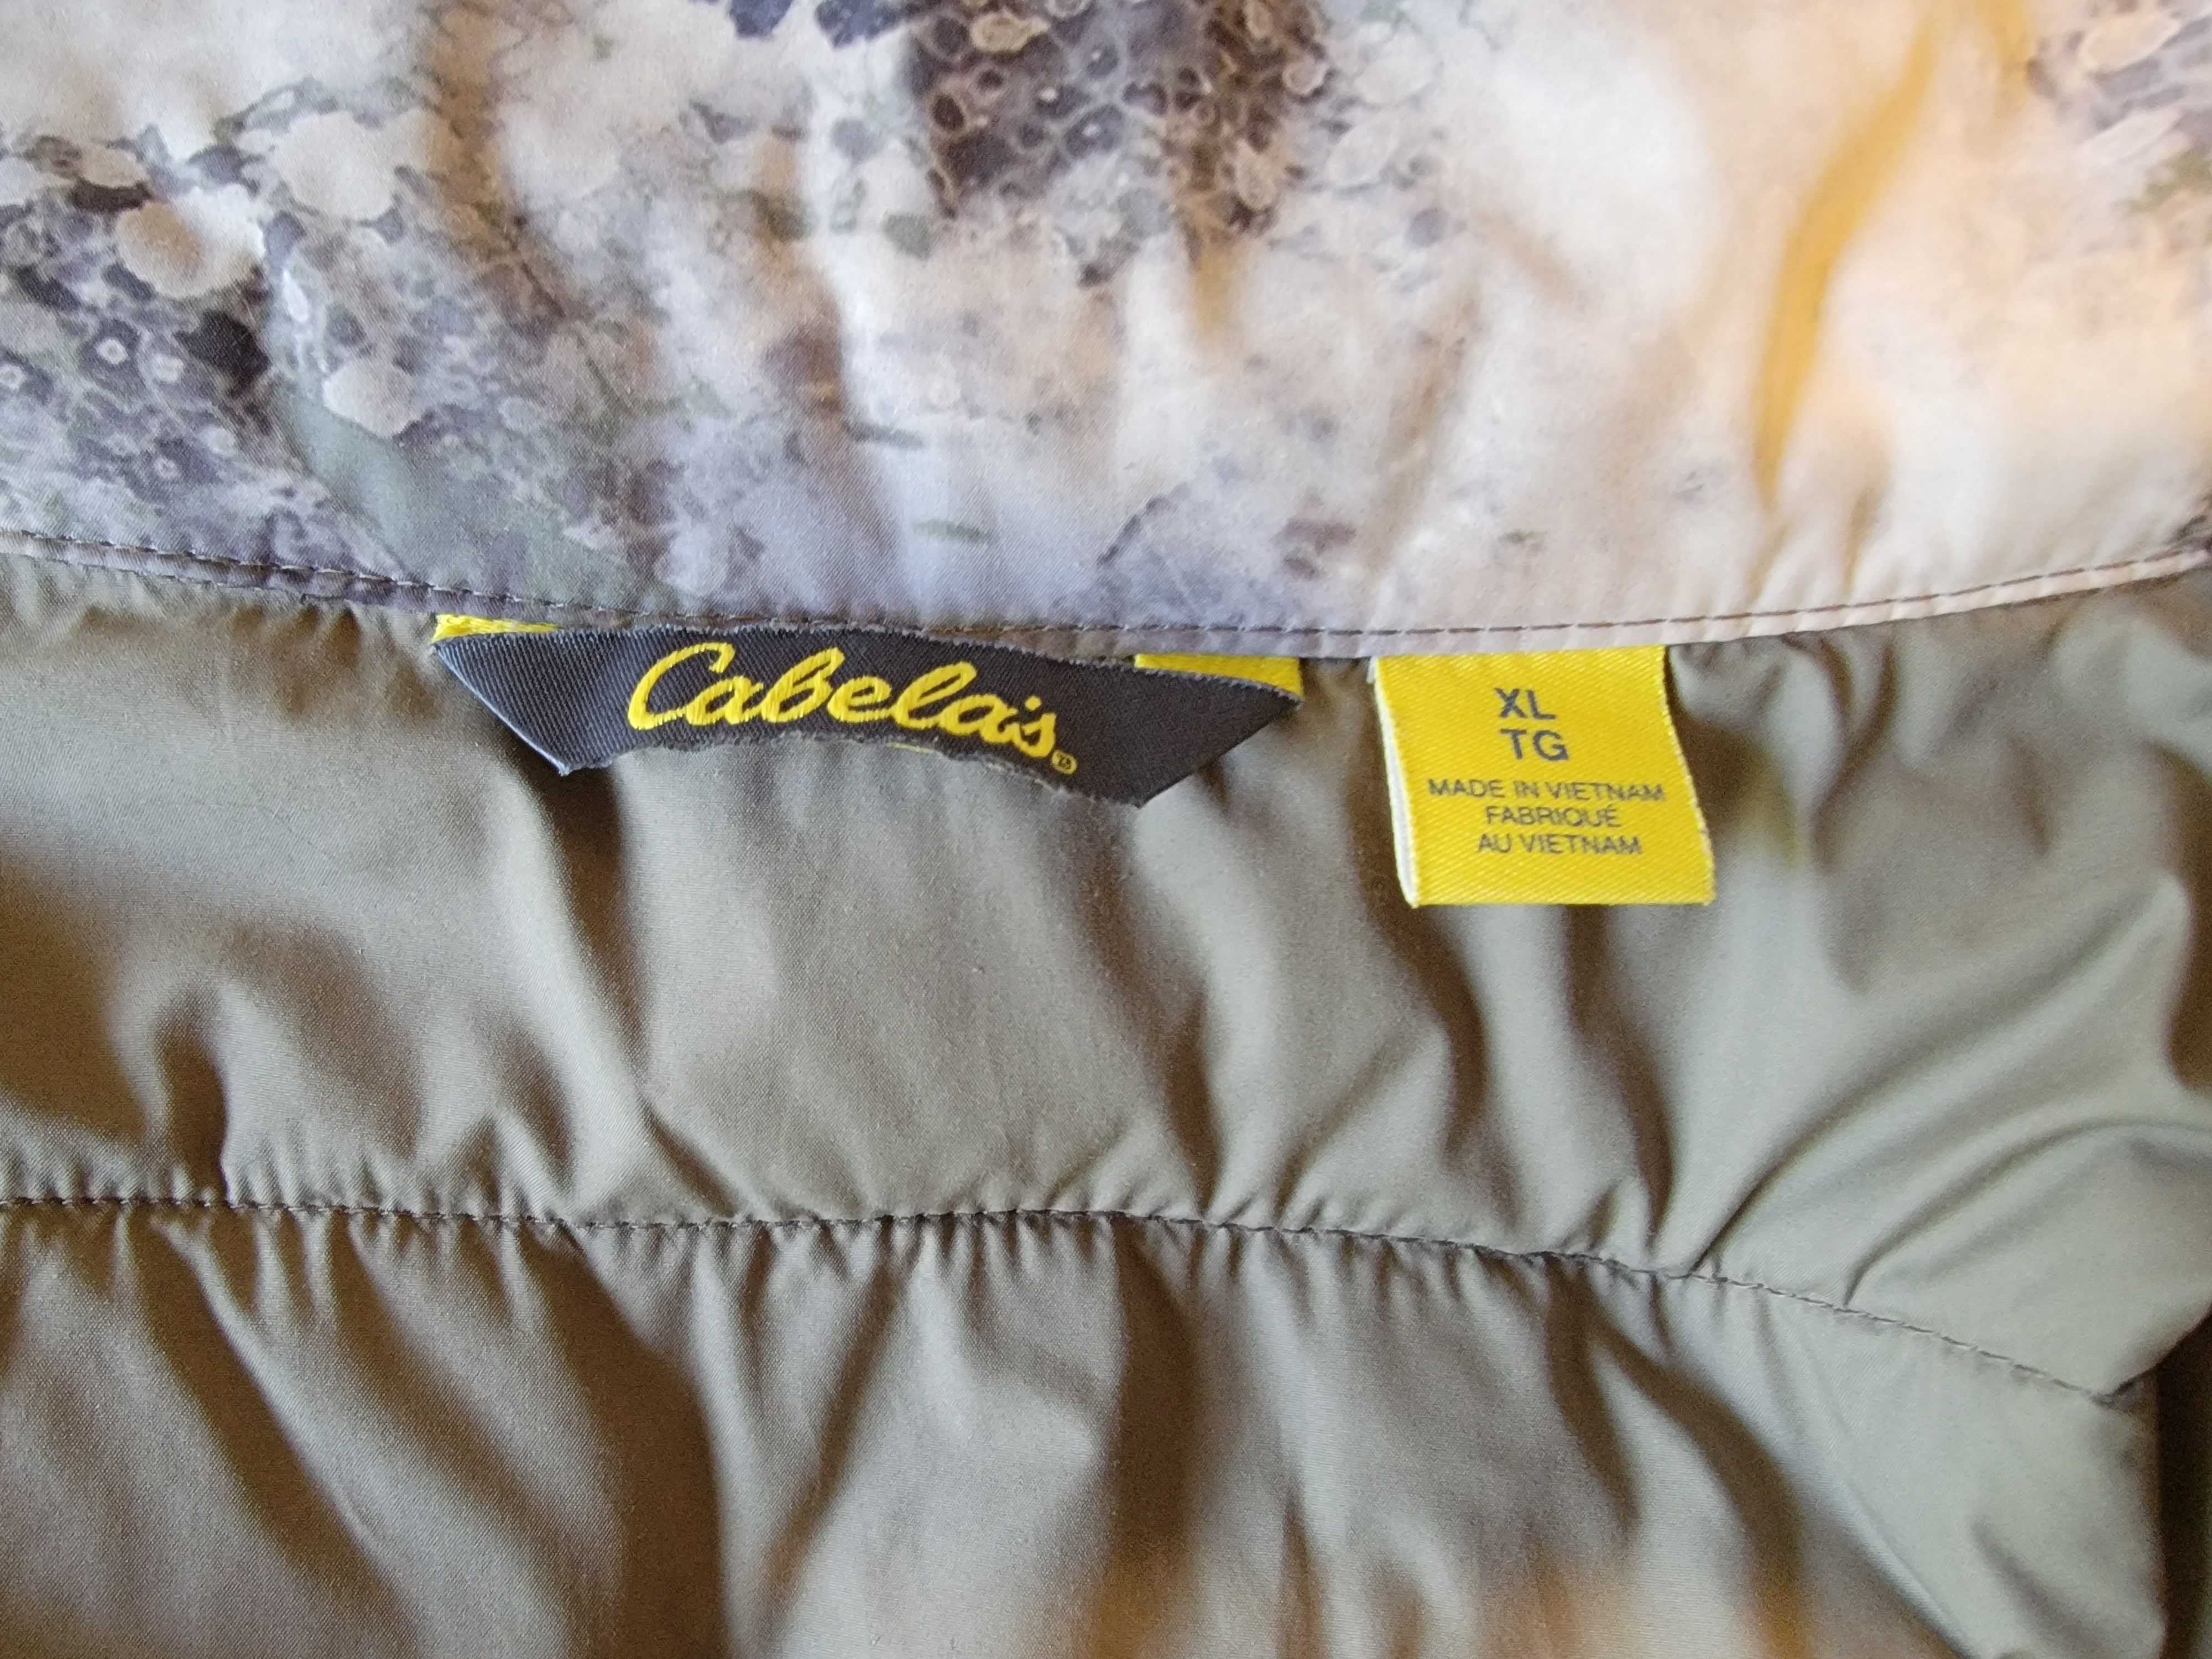 Cabela's®
XL
TG
MADE IN VIETNAM
FABRIQUÉ
AU VIETNAM